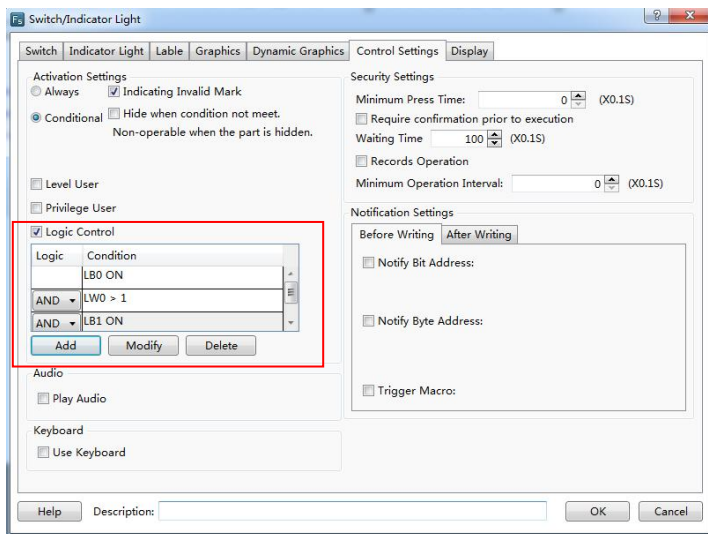 Fs Switch/Indicator Light
Switch Indicator Light Lable Graphics Dynamic Graphics Control Settings Display
Activation Settings
Always Indicating Invalid Mark
Conditional Hide when condition not meet.
Non-operable when the part is hidden.
Level User
Privilege User
Logic Control
Logic Condition
LB0 ON
AND LW0 > 1
AND LB1 ON
Add Modify Delete
Audio
Play Audio
Keyboard
Use Keyboard
Security Settings
Minimum Press Time: 0 (X0.1S)
Require confirmation prior to execution
Waiting Time 100 (X0.1S)
Records Operation
Minimum Operation Interval: 0 (X0.1S)
Notification Settings
Before Writing After Writing
Notify Bit Address:
Notify Byte Address:
Trigger Macro:
Help Description: OK Cancel